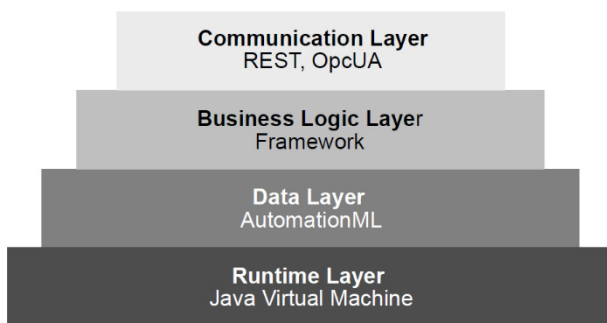 Communication Layer
REST, OpcUA
Business Logic Layer
Framework
Data Layer
AutomationML
Runtime Layer
Java Virtual Machine